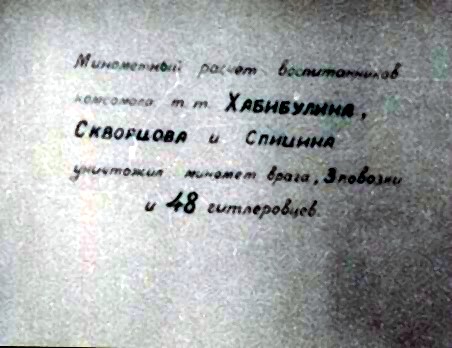 Минометный расчет воспитанников
комсомола т.т. ХАБИБУЛИНА,
СКВОРЦОВА и СПИЦИНА
уничтожил миномет врага, 3 повозки
и 48 гитлеровцев.